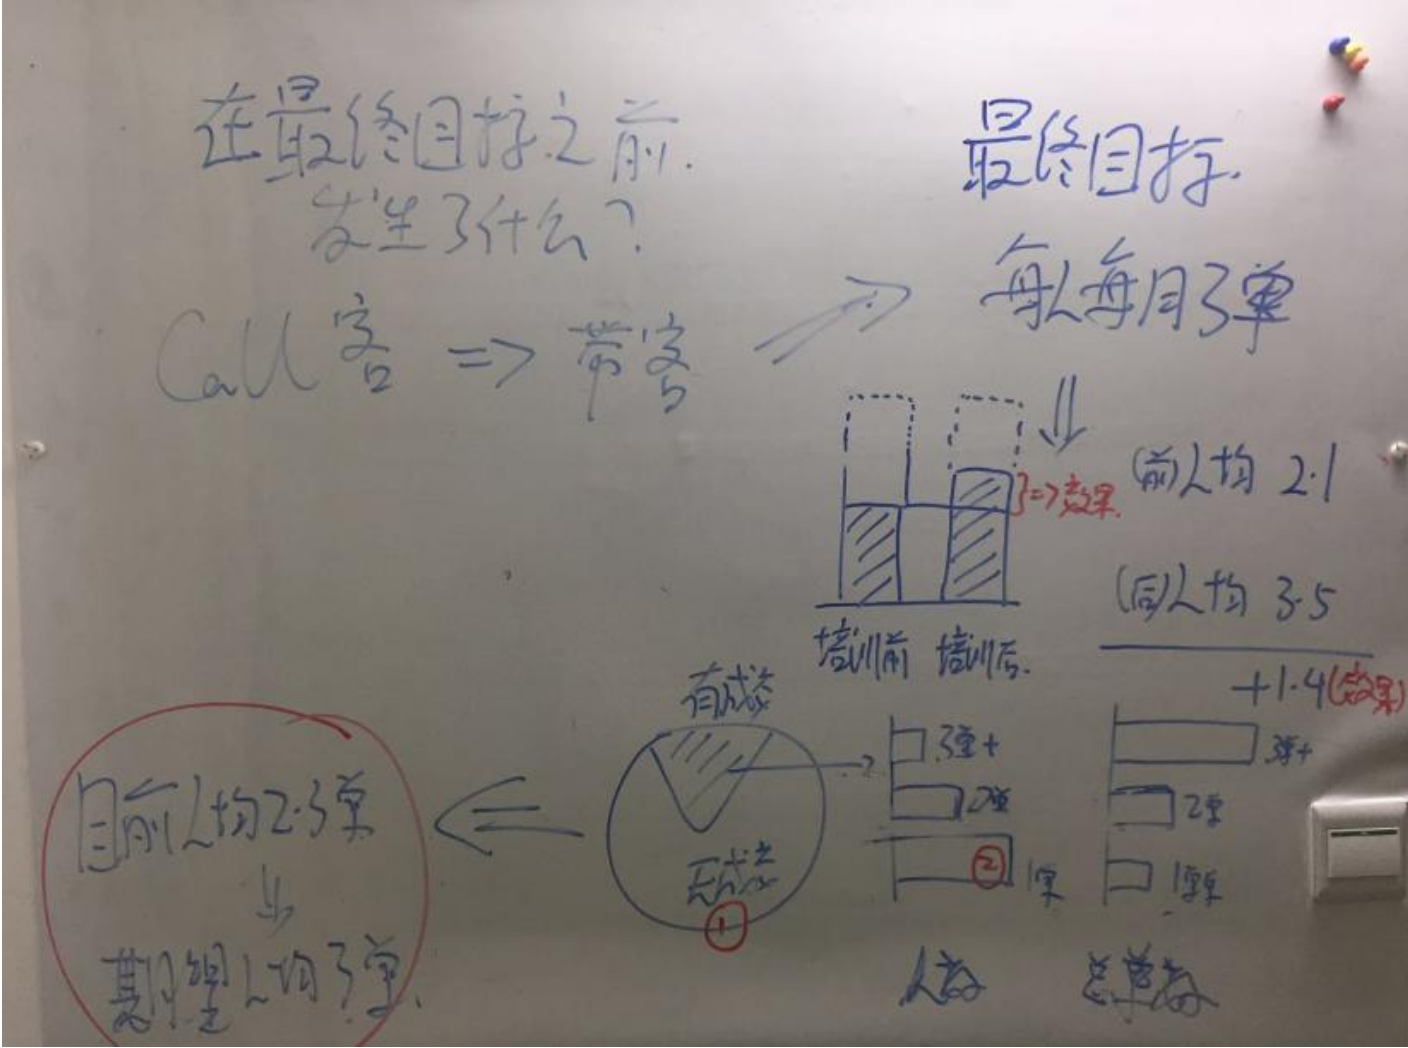 在最终目标之前.
发生了什么?
Call客 => 带客
最终目标.
每人每月3单
}=>效果.
(前)人均 2.1
(后)人均 3.5
+1.4(效果)
培训前 培训后.
有成交
无成交
①
3单+
2单
② 1单
人数
3单+
2单
1单
总单数
目前人均2.3单
期望人均3单.